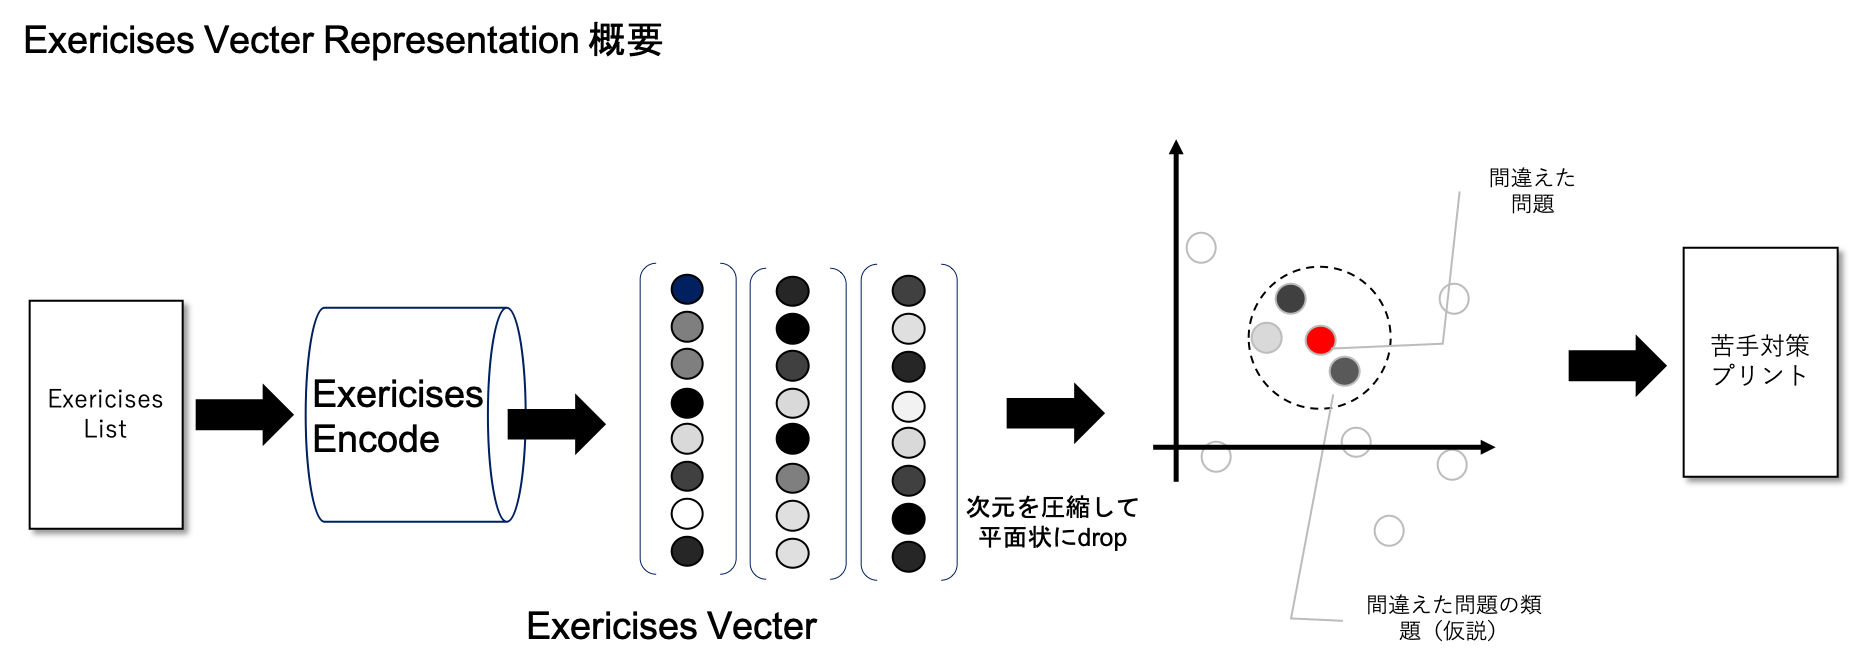 Exericises Vecter Representation 概要
Exericises
List
Exericises
Encode
Exericises Vecter
次元を圧縮して
平面状にdrop
間違えた
問題
間違えた問題の類
題（仮説）
苦手対策
プリント